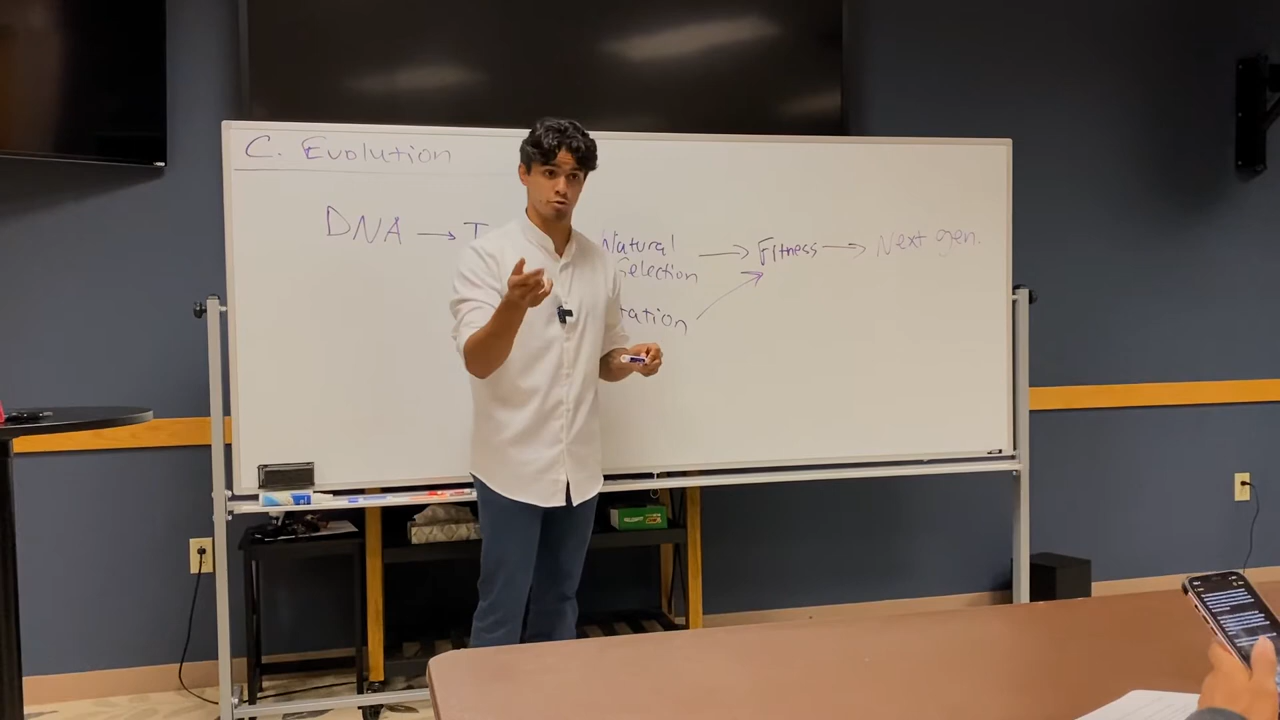 C. Evolution
DNA → T
Natural → Fitness → Next gen.
Selection
tation